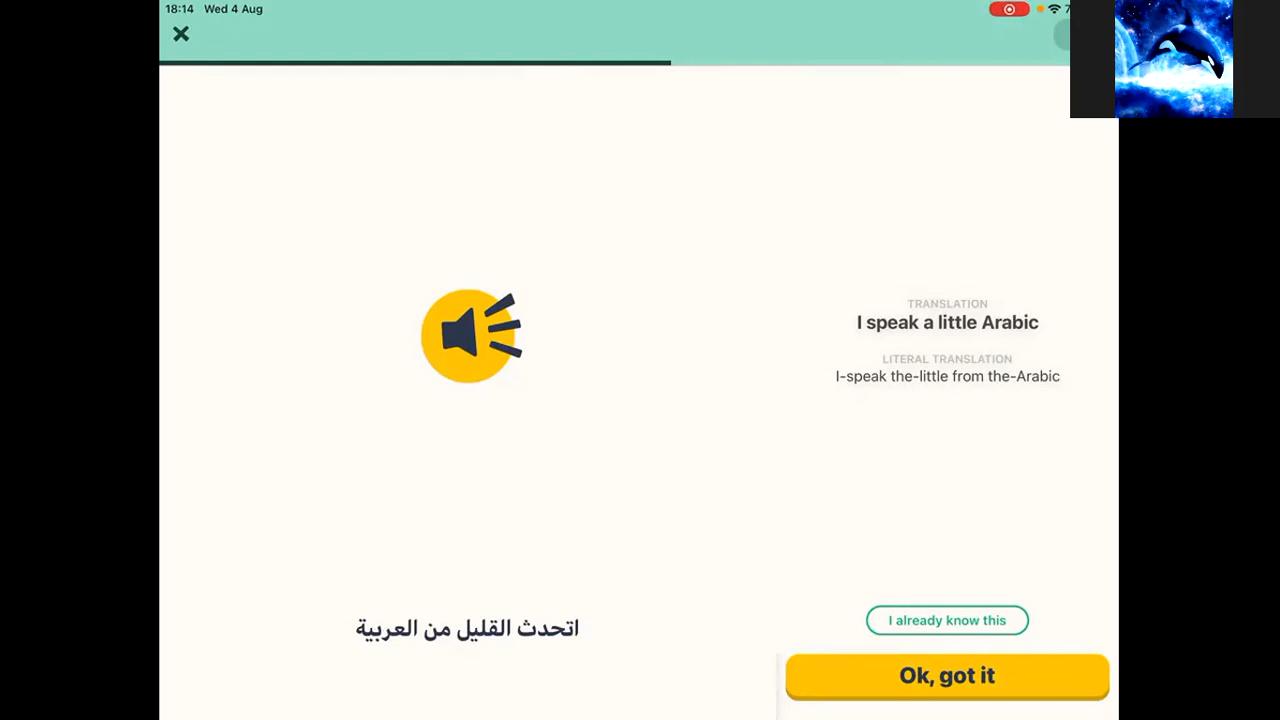 18:14 Wed 4 Aug
7
TRANSLATION
I speak a little Arabic
LITERAL TRANSLATION
I-speak the-little from the-Arabic
اتحدث القليل من العربية
I already know this
Ok, got it